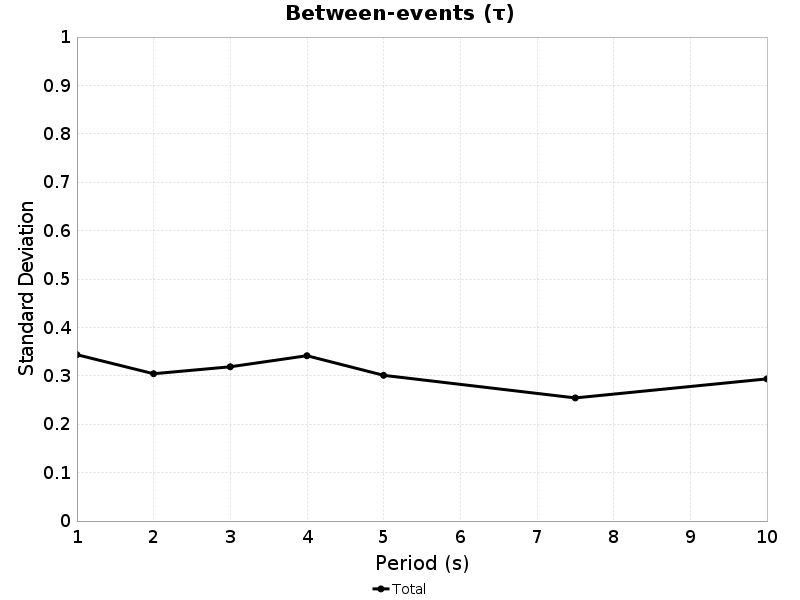 Between-events (τ)
1
0.9
0.8
0.7
0.6
0.5
0.4
0.3
0.2
0.1
0
Standard Deviation
1 2 3 4 5 6 7 8 9 10
Period (s)
Total